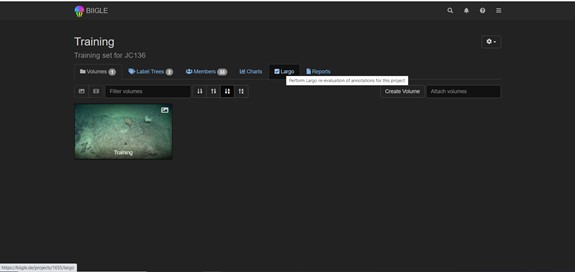 BIIGLE
Training
Training set for JC136
Volumes 1
Label Trees 2
Members
Charts
Largo
Reports
Perform Largo re-evaluation of annotations for this project
Filter volumes
Create Volume
Attach volumes
Training
https://biigle.de/projects/1655/largo